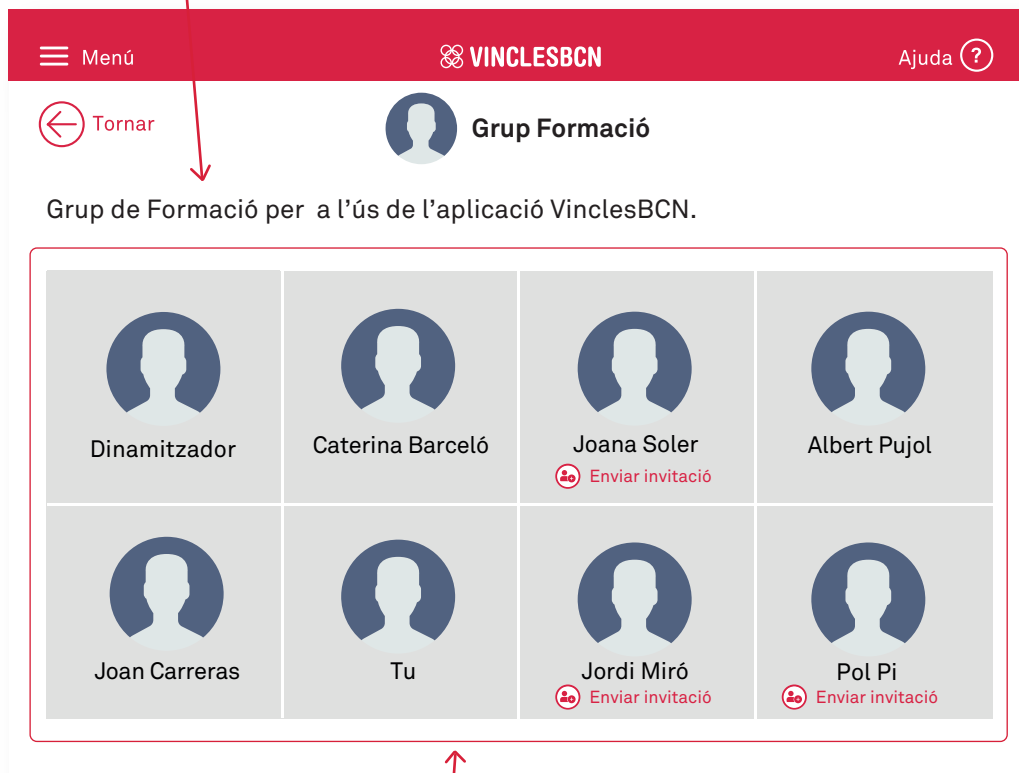 Menú VINCLESBCN Ajuda ?
Tornar Grup Formació
Grup de Formació per a l’ús de l’aplicació VinclesBCN.
Dinamitzador Caterina Barceló Joana Soler Albert Pujol
Enviar invitació
Joan Carreras Tu Jordi Miró Pol Pi
Enviar invitació Enviar invitació